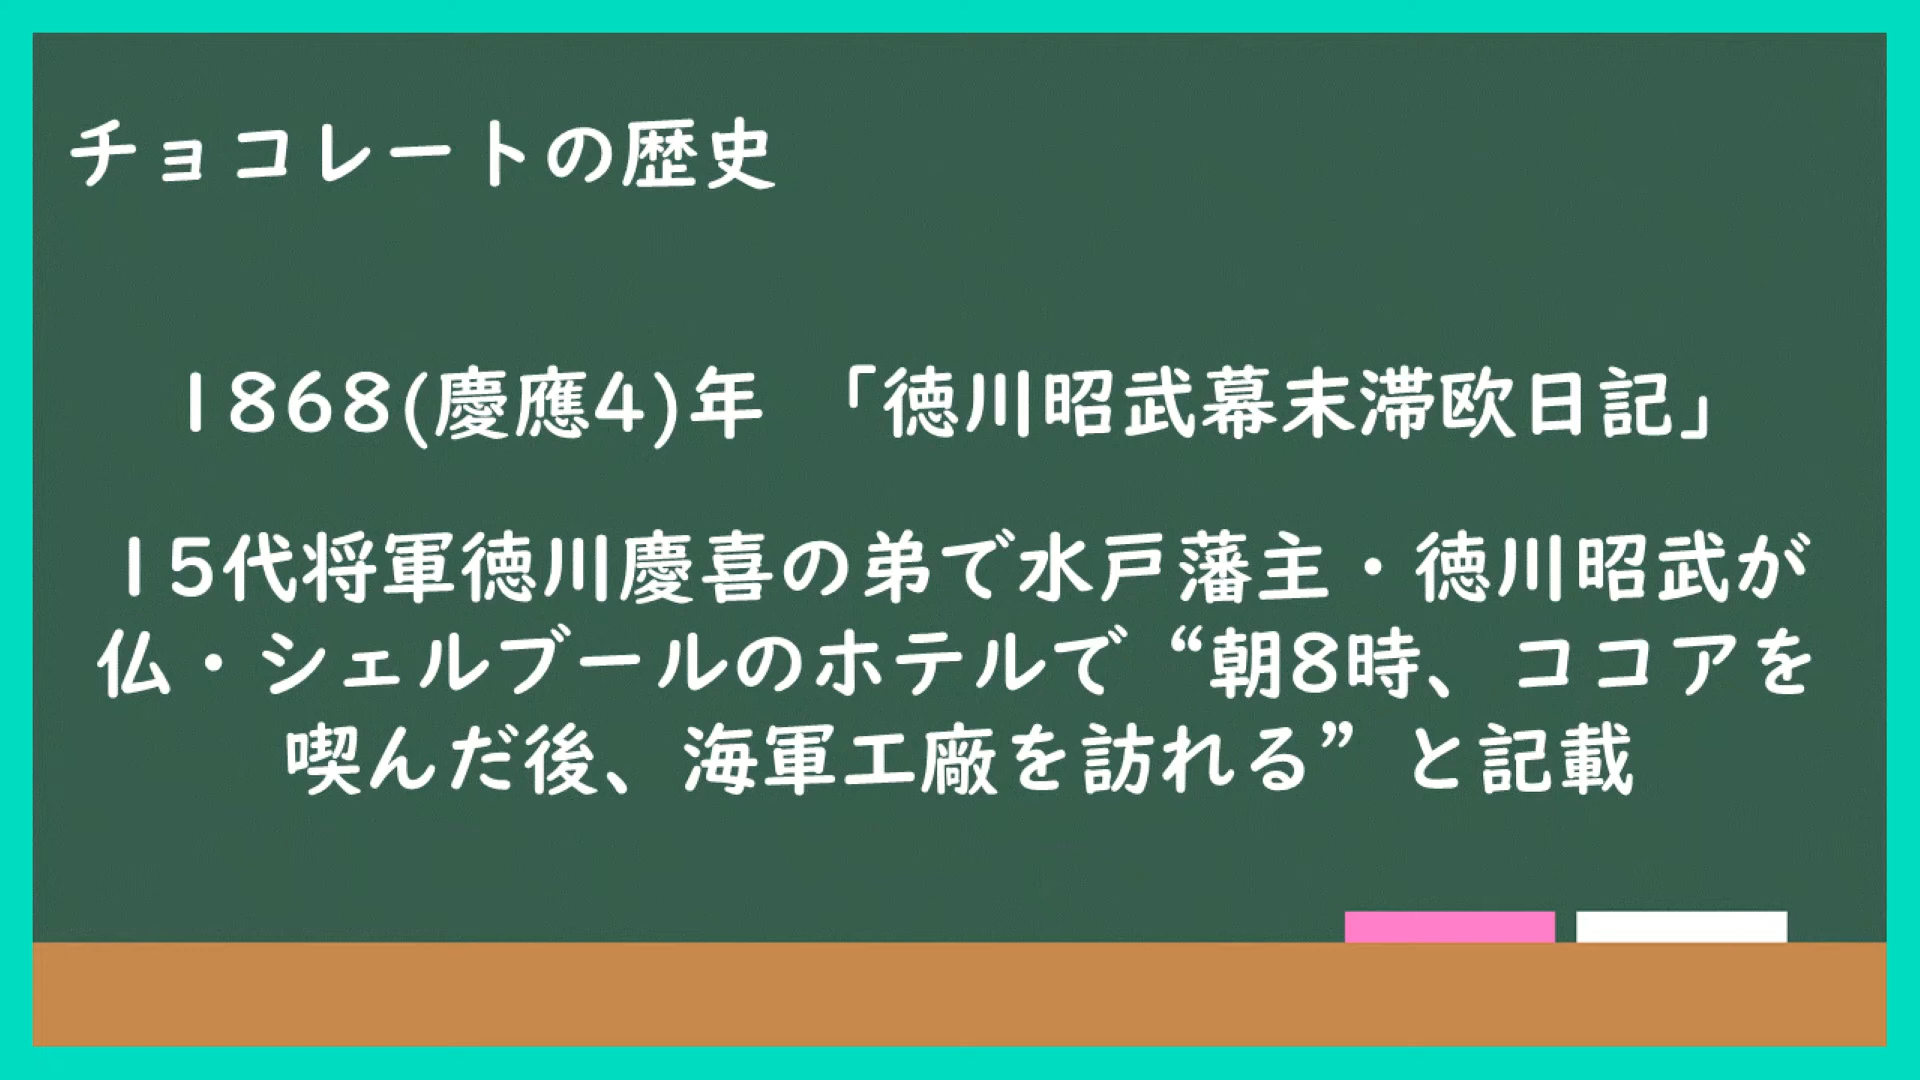 チョコレートの歴史
1868(慶應4)年　「徳川昭武幕末滞欧日記」
15代将軍徳川慶喜の弟で水戸藩主・徳川昭武が
仏・シェルブールのホテルで“朝8時、ココアを
喫んだ後、海軍工廠を訪れる”と記載